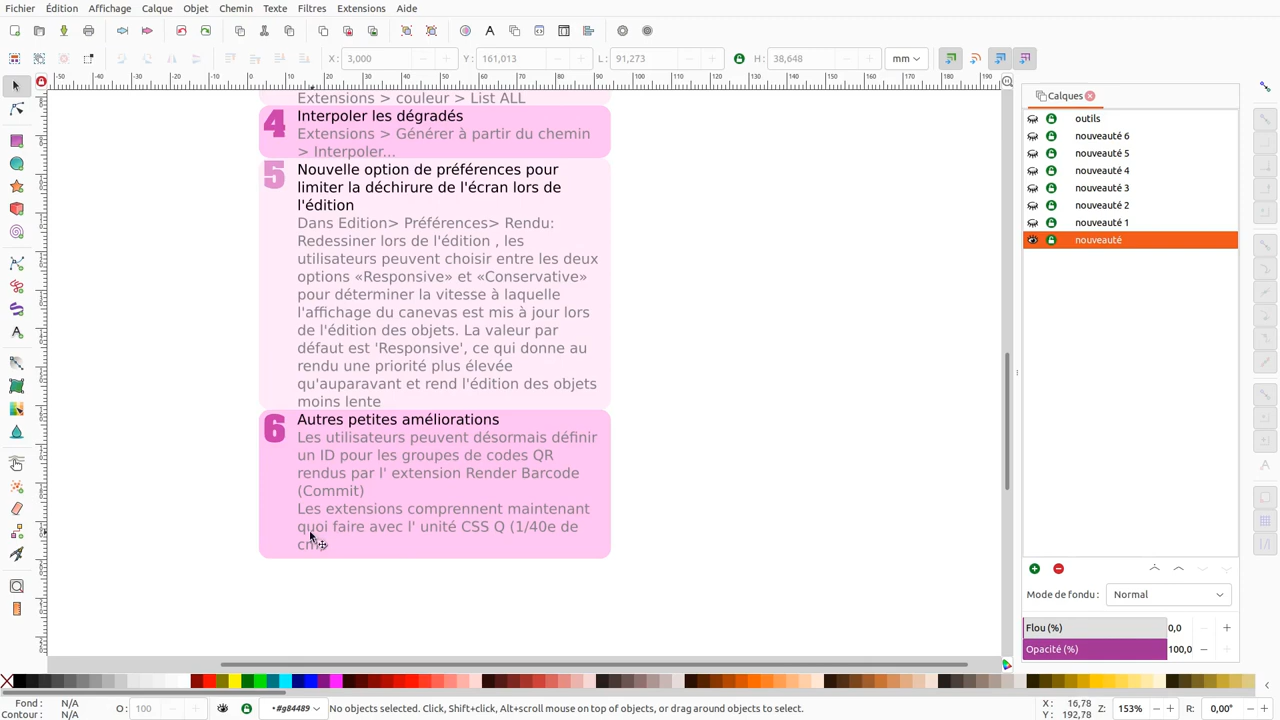 Fichier Édition Affichage Calque Objet Chemin Texte Filtres Extensions Aide
X : 3,000 Y : 161,013 L : 91,273 H : 38,648 mm
Extensions > couleur > List ALL
4 Interpoler les dégradés
Extensions > Générer à partir du chemin
> Interpoler...
5 Nouvelle option de préférences pour
limiter la déchirure de l'écran lors de
l'édition
Dans Edition> Préférences> Rendu:
Redessiner lors de l'édition , les
utilisateurs peuvent choisir entre les deux
options «Responsive» et «Conservative»
pour déterminer la vitesse à laquelle
l'affichage du canevas est mis à jour lors
de l'édition des objets. La valeur par
défaut est 'Responsive', ce qui donne au
rendu une priorité plus élevée
qu'auparavant et rend l'édition des objets
moins lente
6 Autres petites améliorations
Les utilisateurs peuvent désormais définir
un ID pour les groupes de codes QR
rendus par l' extension Render Barcode
(Commit)
Les extensions comprennent maintenant
quoi faire avec l' unité CSS Q (1/40e de
Calques
outils
nouveauté 6
nouveauté 5
nouveauté 4
nouveauté 3
nouveauté 2
nouveauté 1
nouveauté
Mode de fondu : Normal
Flou (%) 0,0
Opacité (%) 100,0
Fond : N/A
Contour : N/A
O : 100
•#g84489
No objects selected. Click, Shift+click, Alt+scroll mouse on top of objects, or drag around objects to select.
X : 16,78
Y : 192,78
Z : 153%
R : 0,00°